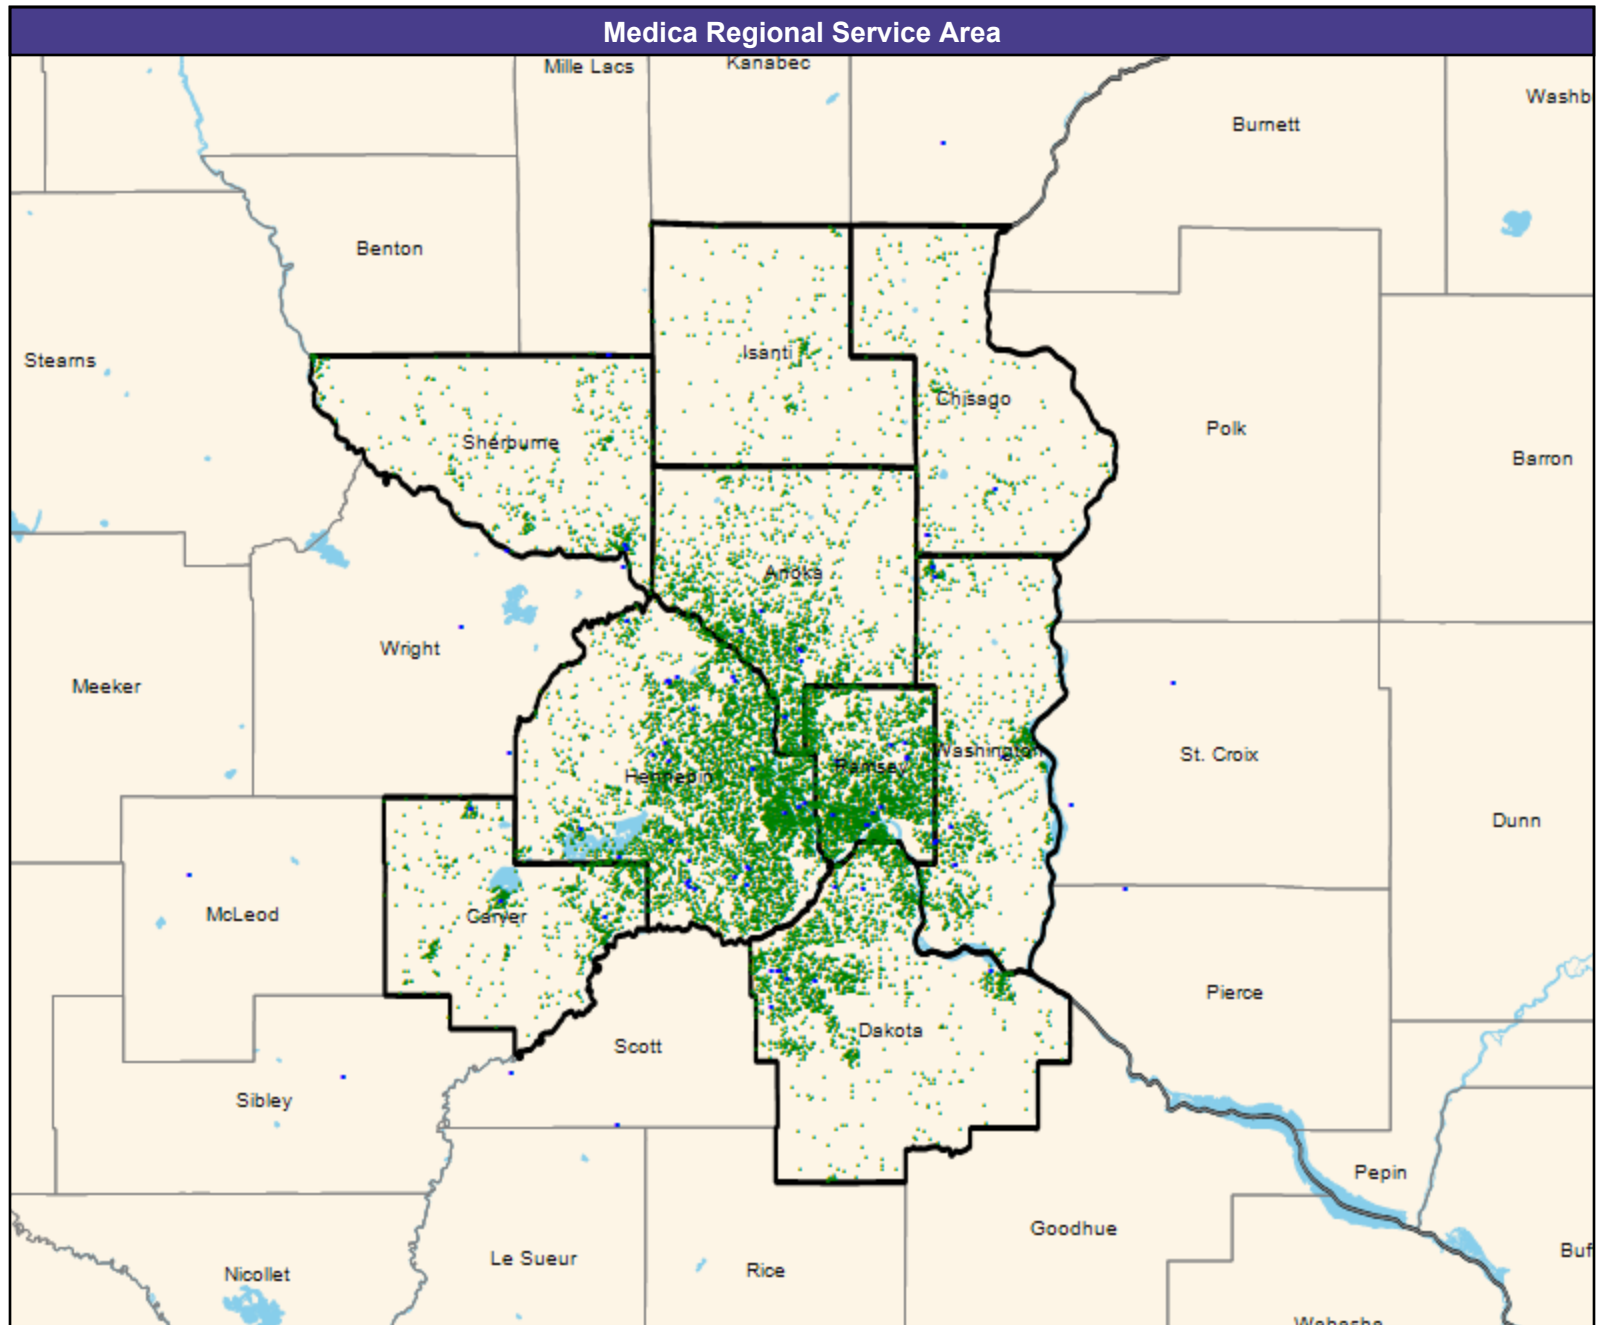 Medica Regional Service Area
Mille Lacs
Kanabec
Washb
Burnett
Benton
Stearns
Isanti
Chisago
Sherburne
Polk
Barron
Anoka
Wright
Meeker
Washington
St. Croix
Hennepin
Ramsey
Dunn
McLeod
Carver
Pierce
Dakota
Scott
Sibley
Pepin
Goodhue
Le Sueur
Rice
Nicollet
Buf
Wabasha